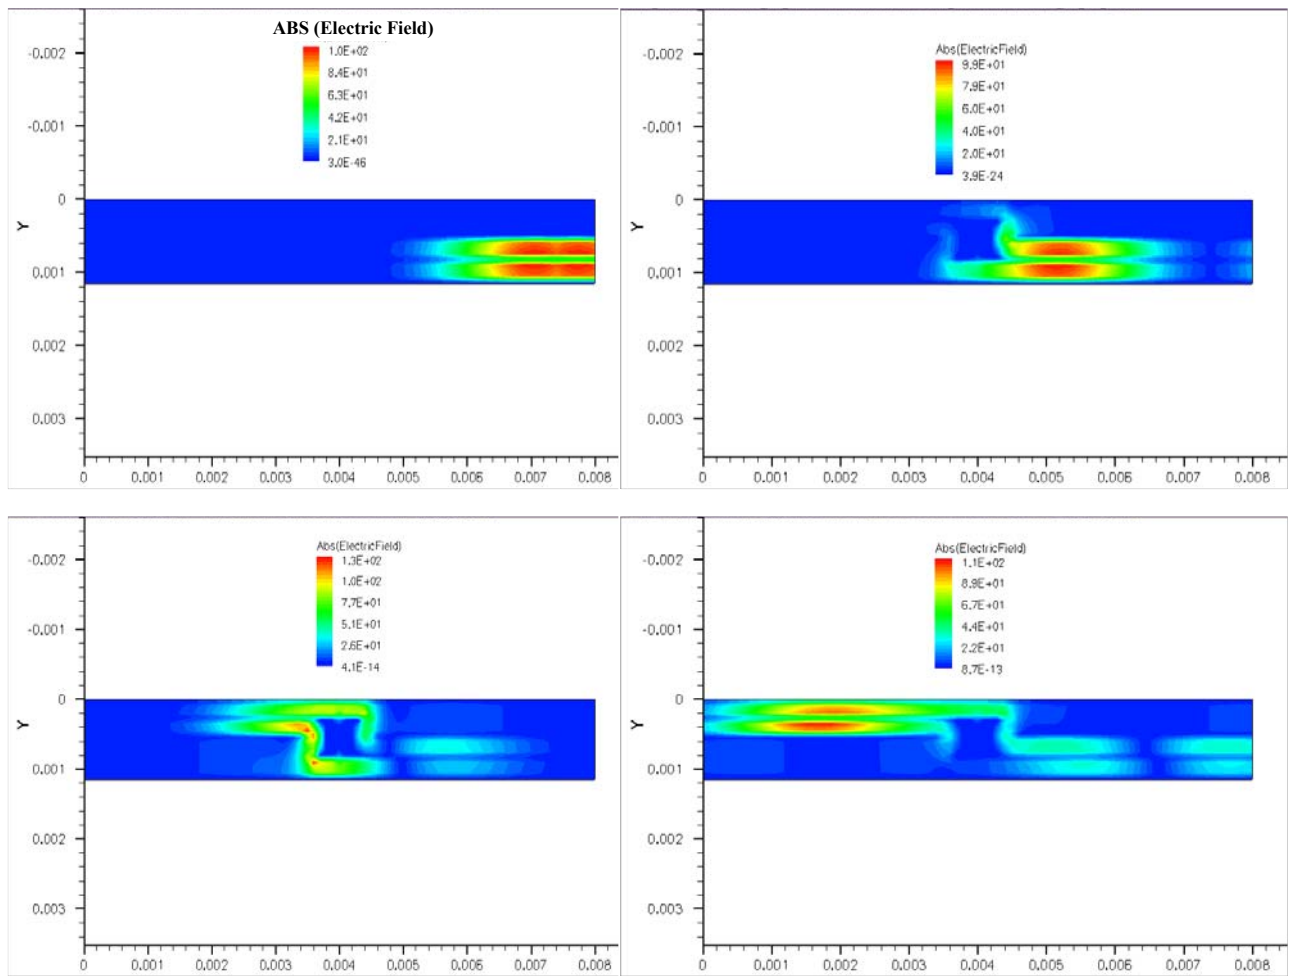 ABS (Electric Field)
1.0E+02
8.4E+01
6.3E+01
4.2E+01
2.1E+01
3.0E-46
-0.002
-0.001
0
0.001
0.002
0.003
Y
0 0.001 0.002 0.003 0.004 0.005 0.006 0.007 0.008
Abs(ElectricField)
9.9E+01
7.9E+01
6.0E+01
4.0E+01
2.0E+01
3.9E-24
-0.002
-0.001
0
0.001
0.002
0.003
Y
0 0.001 0.002 0.003 0.004 0.005 0.006 0.007 0.008
Abs(ElectricField)
1.3E+02
1.0E+02
7.7E+01
5.1E+01
2.6E+01
4.1E-14
-0.002
-0.001
0
0.001
0.002
0.003
Y
0 0.001 0.002 0.003 0.004 0.005 0.006 0.007 0.008
Abs(ElectricField)
1.1E+02
8.9E+01
6.7E+01
4.4E+01
2.2E+01
8.7E-13
-0.002
-0.001
0
0.001
0.002
0.003
Y
0 0.001 0.002 0.003 0.004 0.005 0.006 0.007 0.008